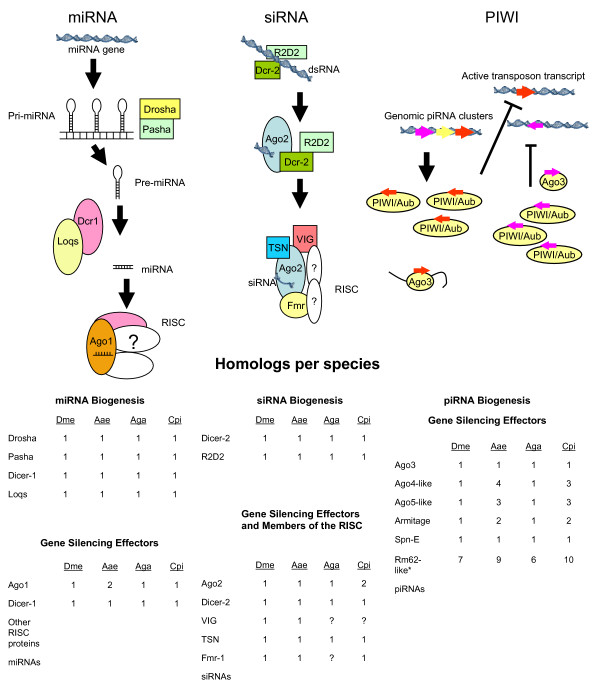 miRNA
miRNA gene
Pri-miRNA
Drosha
Pasha
Pre-miRNA
Dcr1
Loqs
miRNA
RISC
Ago1
?
siRNA
R2D2
Dcr-2
dsRNA
Ago2
R2D2
Dcr-2
TSN
VIG
Ago2
?
siRNA
?
RISC
Fmr
PIWI
Active transposon transcript
Genomic piRNA clusters
Ago3
PIWI/Aub
PIWI/Aub
PIWI/Aub
PIWI/Aub
PIWI/Aub
PIWI/Aub
Ago3
Homologs per species
miRNA Biogenesis
Dme Aae Aga Cpi
Drosha 1 1 1 1
Pasha 1 1 1 1
Dicer-1 1 1 1 1
Loqs 1 1 1 1
Gene Silencing Effectors
Dme Aae Aga Cpi
Ago1 1 2 1 1
Dicer-1 1 1 1 1
Other
RISC
proteins
miRNAs
siRNA Biogenesis
Dme Aae Aga Cpi
Dicer-2 1 1 1 1
R2D2 1 1 1 1
Gene Silencing Effectors
and Members of the RISC
Dme Aae Aga Cpi
Ago2 1 1 1 2
Dicer-2 1 1 1 1
VIG 1 1 ? ?
TSN 1 1 1 1
Fmr-1 1 1 ? 1
siRNAs
piRNA Biogenesis
Gene Silencing Effectors
Dme Aae Aga Cpi
Ago3 1 1 1 1
Ago4-like 1 4 1 3
Ago5-like 1 3 1 3
Armitage 1 2 1 2
Spn-E 1 1 1 1
Rm62- 7 9 6 10
like*
piRNAs